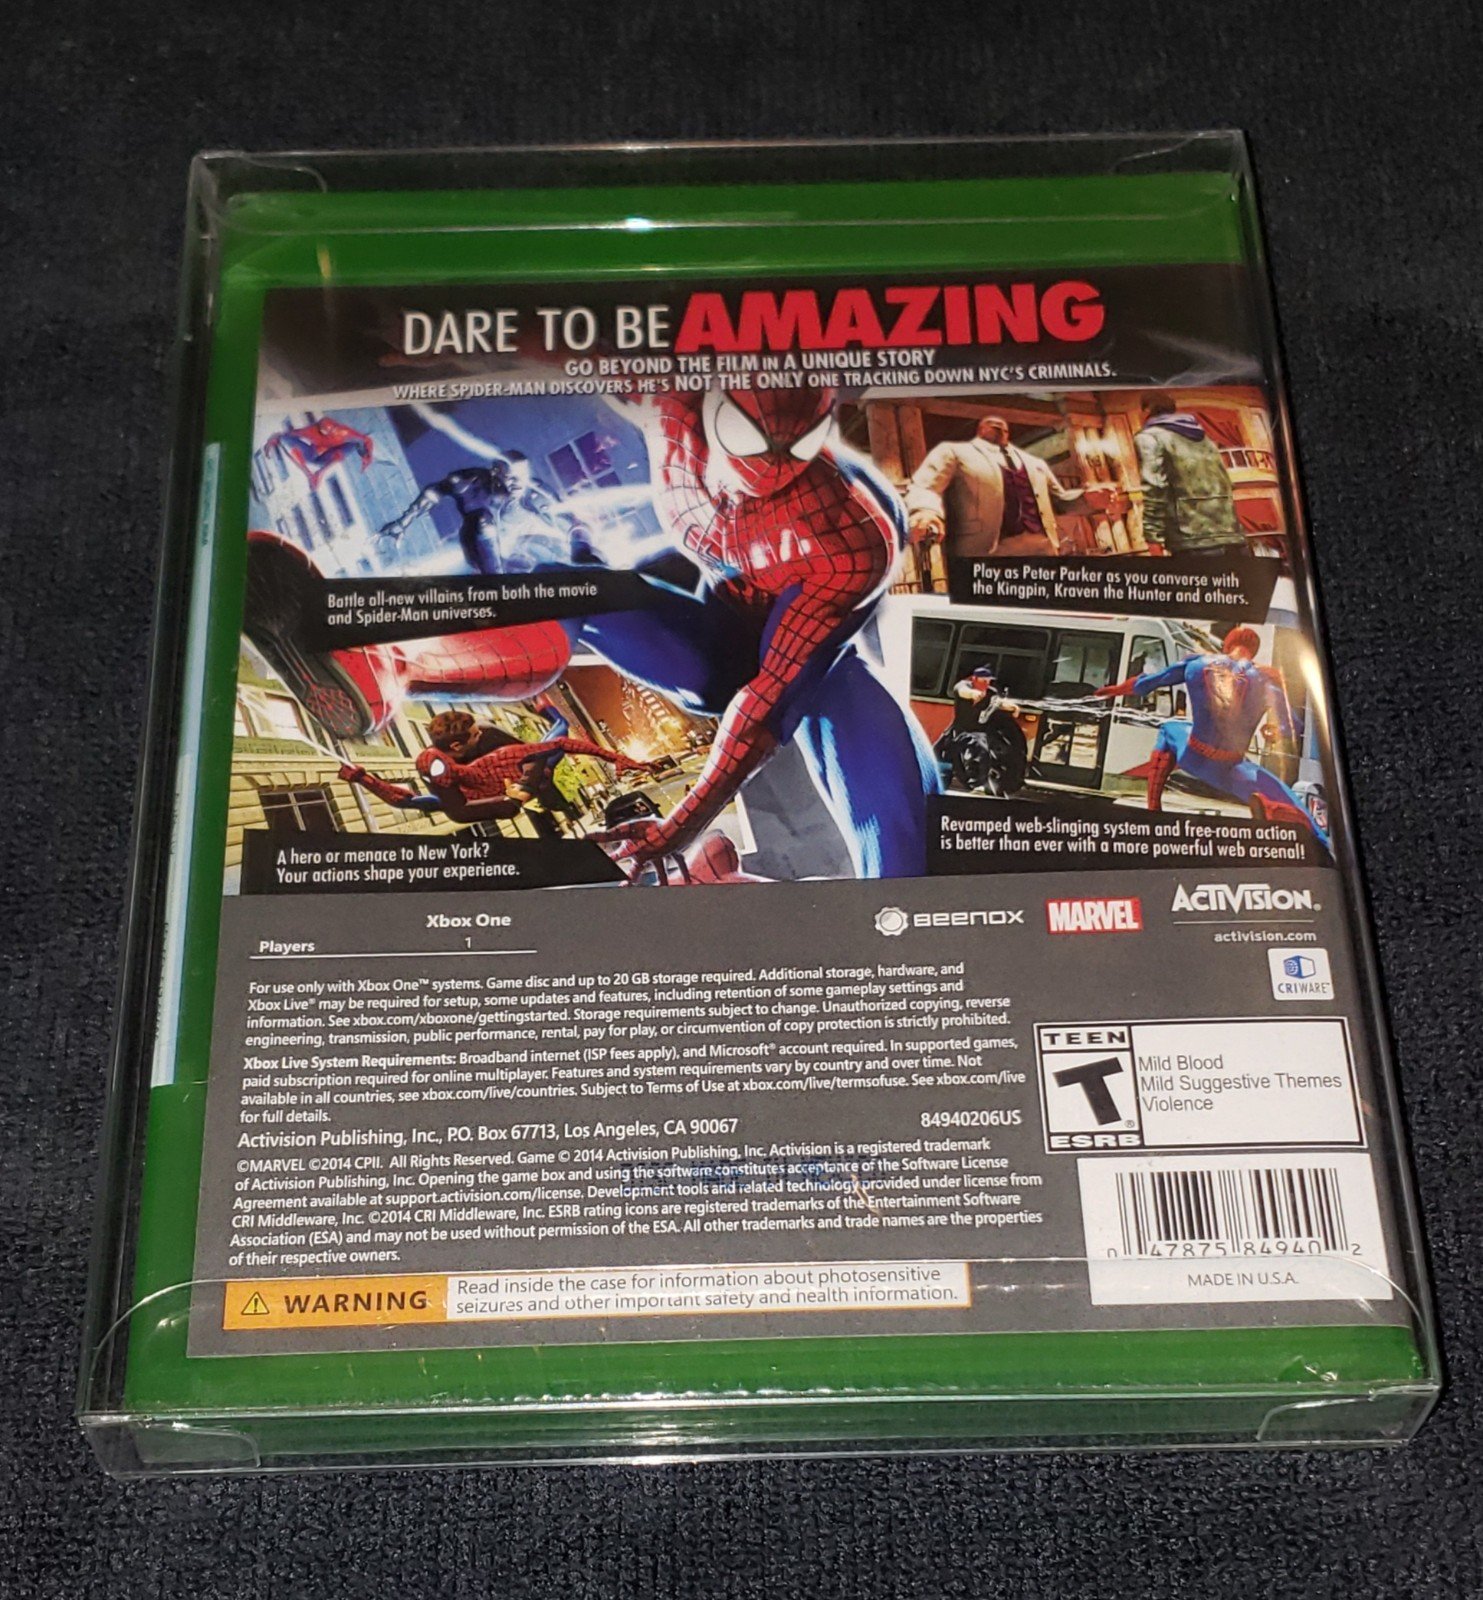 DARE TO BE AMAZING
GO BEYOND THE FILM IN A UNIQUE STORY
WHERE SPIDER-MAN DISCOVERS HE'S NOT THE ONLY ONE TRACKING DOWN NYC'S CRIMINALS.
Battle all-new villains from both the movie
and Spider-Man universes.
Play as Peter Parker as you converse with
the Kingpin, Kraven the Hunter and others.
A hero or menace to New York?
Your actions shape your experience.
Revamped web-slinging system and free-roam action
is better than ever with a more powerful web arsenal!
Xbox One
Players 1
BEENOX
MARVEL
ACTIVISION®
activision.com
CRIWARE
For use only with Xbox One™ systems. Game disc and up to 20 GB storage required. Additional storage, hardware, and
Xbox Live® may be required for setup, some updates and features, including retention of some gameplay settings and
information. See xbox.com/xboxone/gettingstarted. Storage requirements subject to change. Unauthorized copying, reverse
engineering, transmission, public performance, rental, pay for play, or circumvention of copy protection is strictly prohibited.
Xbox Live System Requirements: Broadband internet (ISP fees apply), and Microsoft® account required. In supported games,
paid subscription required for online multiplayer. Features and system requirements vary by country and over time. Not
available in all countries, see xbox.com/live/countries. Subject to Terms of Use at xbox.com/live/termsofuse. See xbox.com/live
for full details.
Activision Publishing, Inc., P.O. Box 67713, Los Angeles, CA 90067
84940206US
©MARVEL ©2014 CPII. All Rights Reserved. Game © 2014 Activision Publishing, Inc. Activision is a registered trademark
of Activision Publishing, Inc. Opening the game box and using the software constitutes acceptance of the Software License
Agreement available at support.activision.com/license. Development tools and related technology provided under license from
CRI Middleware, Inc. ©2014 CRI Middleware, Inc. ESRB rating icons are registered trademarks of the Entertainment Software
Association (ESA) and may not be used without permission of the ESA. All other trademarks and trade names are the properties
of their respective owners.
TEEN
T®
ESRB
Mild Blood
Mild Suggestive Themes
Violence
0 47875 84940 2
MADE IN U.S.A.
WARNING
Read inside the case for information about photosensitive
seizures and other important safety and health information.